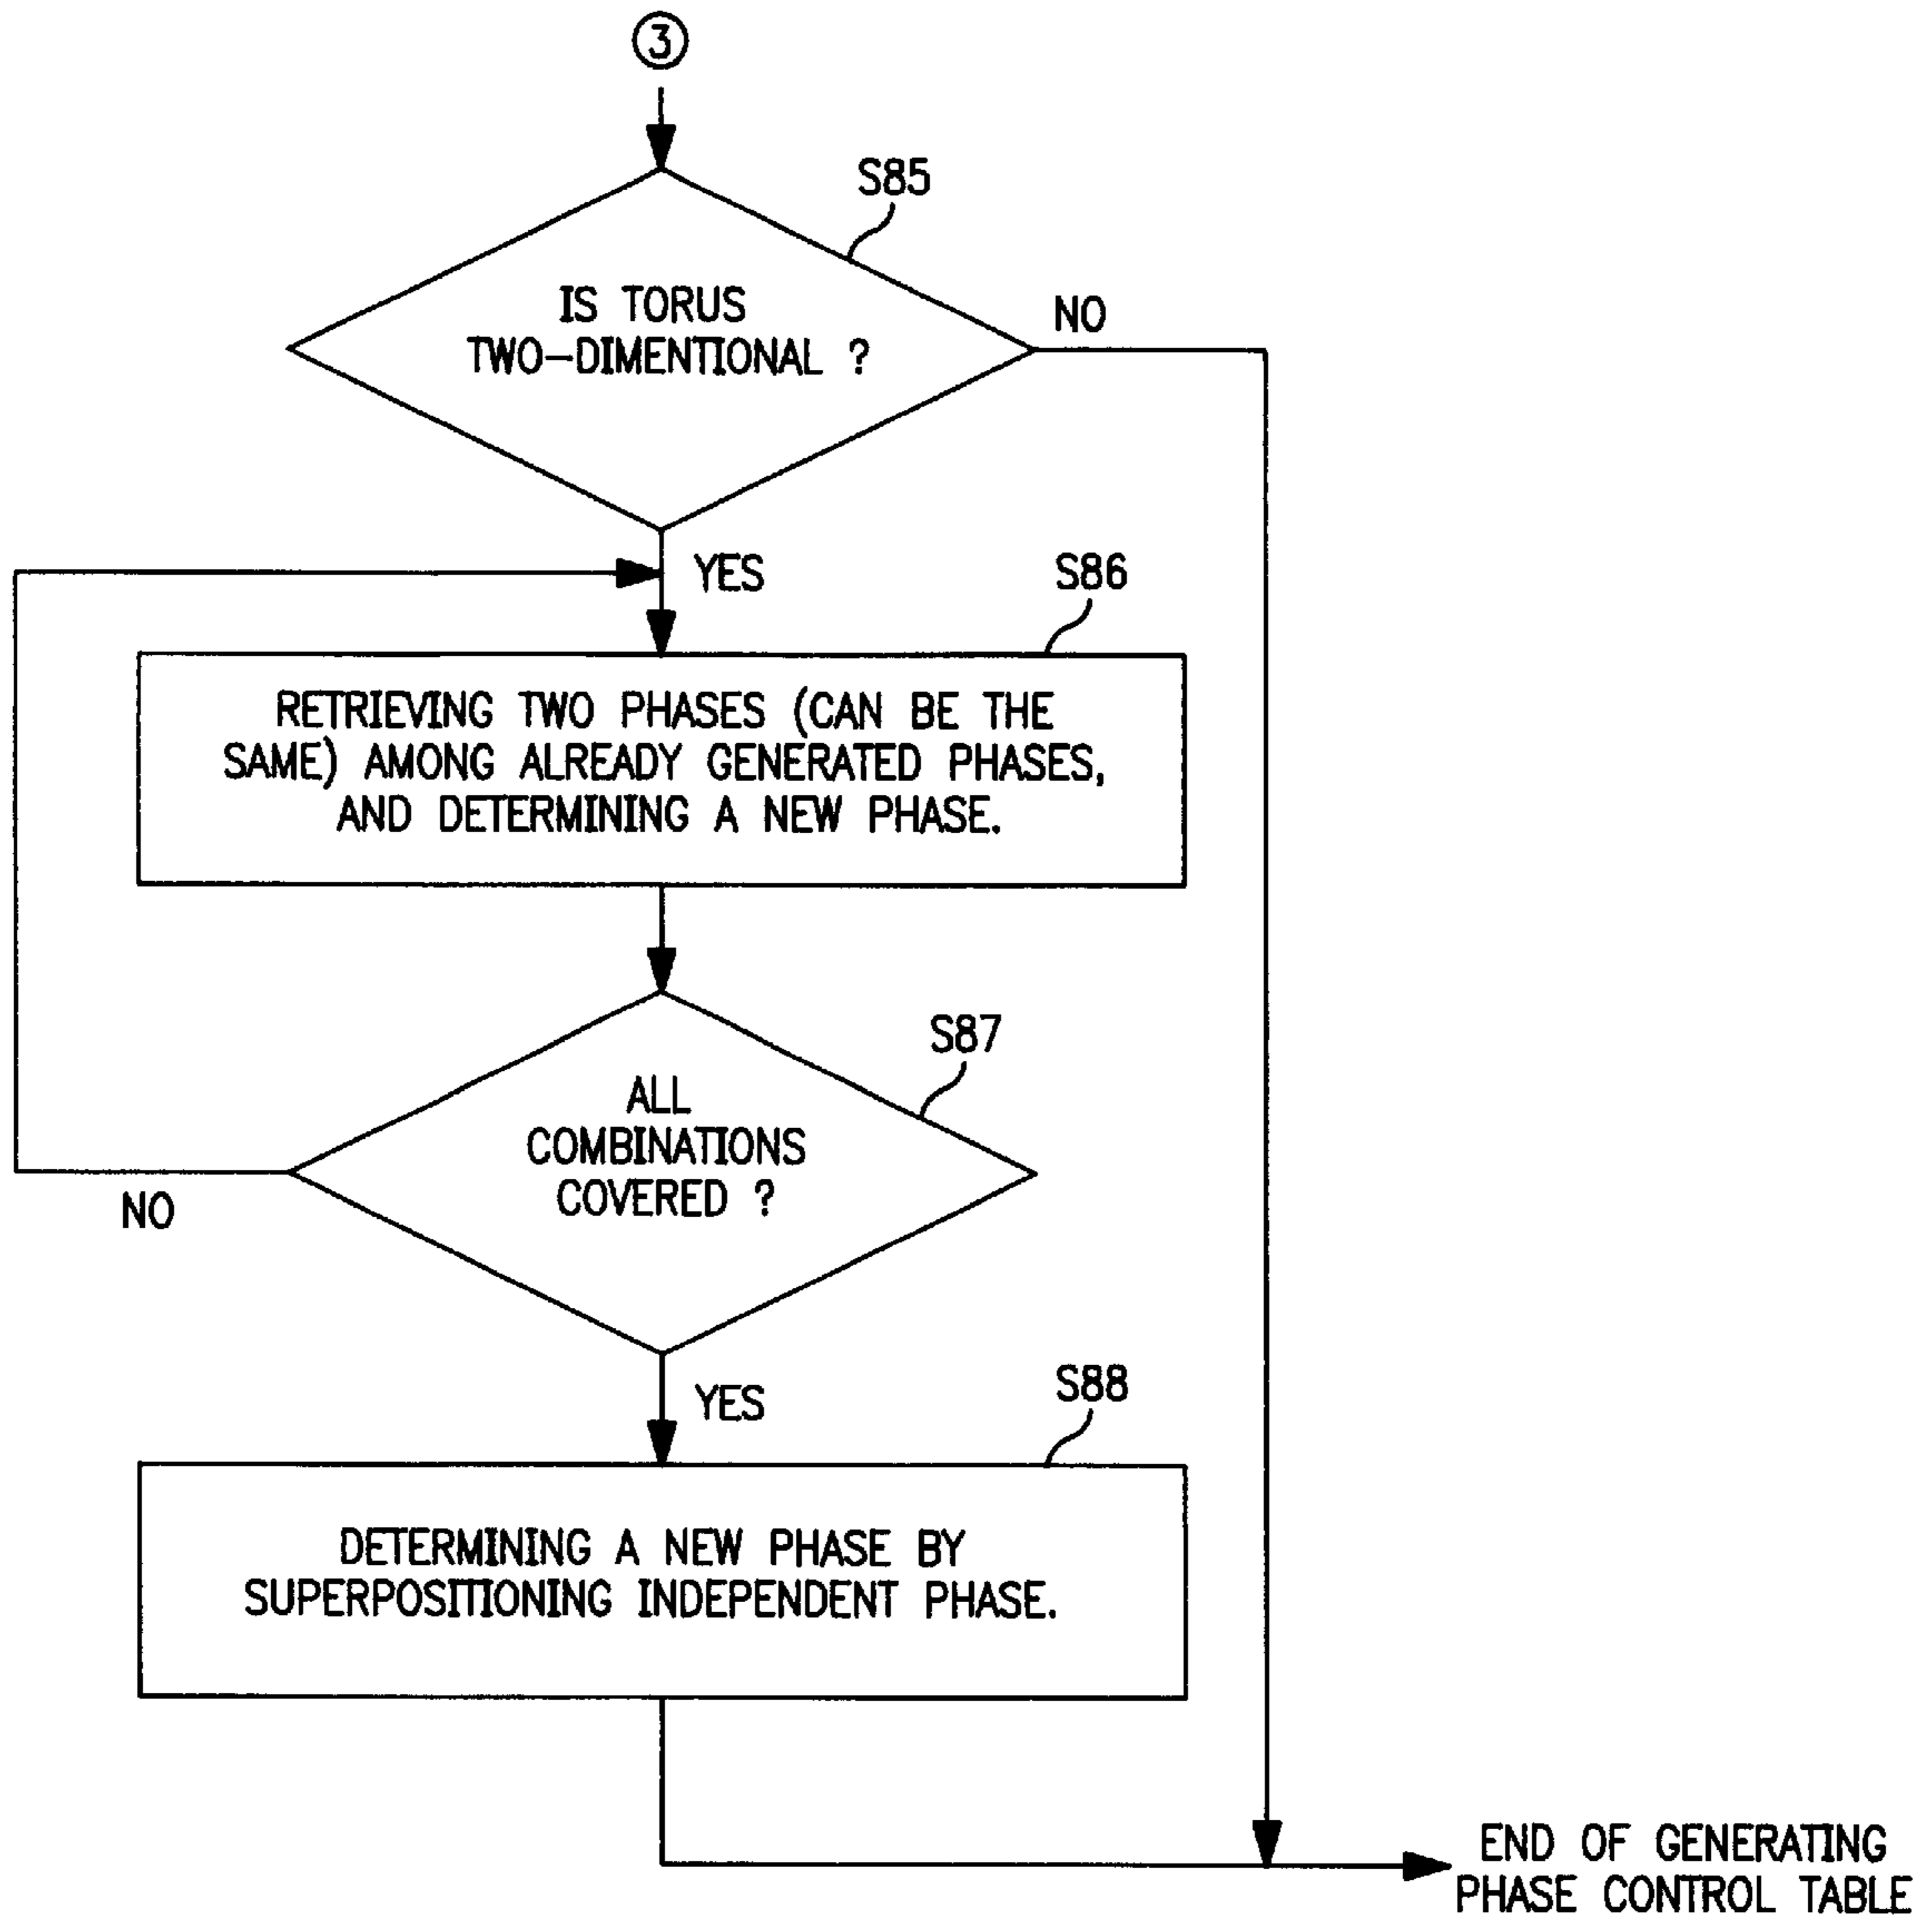 3
S85
IS TORUS
TWO-DIMENTIONAL ?
NO
YES
S86
RETRIEVING TWO PHASES (CAN BE THE
SAME) AMONG ALREADY GENERATED PHASES,
AND DETERMINING A NEW PHASE.
S87
ALL
COMBINATIONS
COVERED ?
NO
YES
S88
DETERMINING A NEW PHASE BY
SUPERPOSITIONING INDEPENDENT PHASE.
END OF GENERATING
PHASE CONTROL TABLE